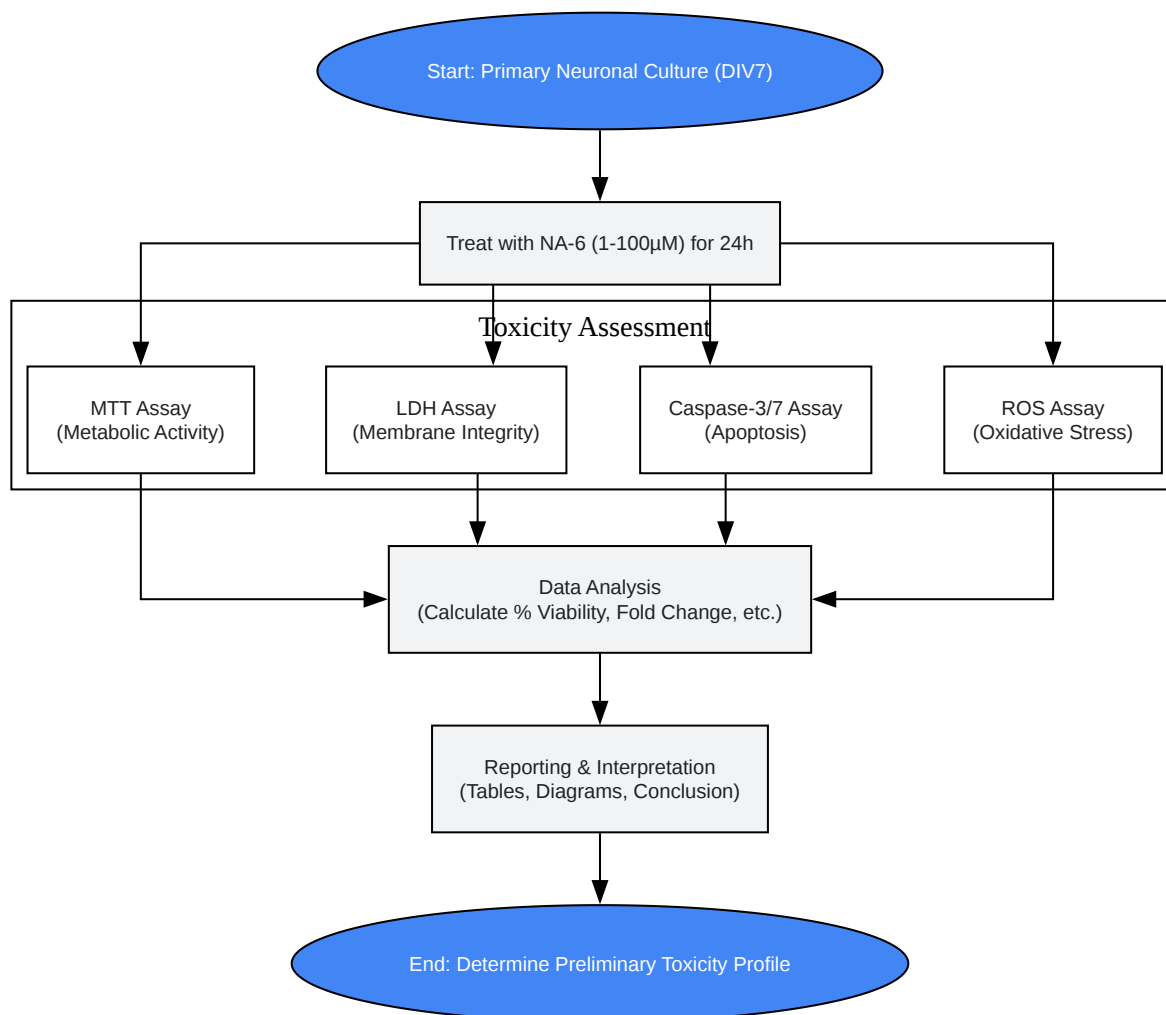 Start: Primary Neuronal Culture (DIV7)
Treat with NA-6 (1-100µM) for 24h
Toxicity Assessment
MTT Assay
(Metabolic Activity)
LDH Assay
(Membrane Integrity)
Caspase-3/7 Assay
(Apoptosis)
ROS Assay
(Oxidative Stress)
Data Analysis
(Calculate % Viability, Fold Change, etc.)
Reporting & Interpretation
(Tables, Diagrams, Conclusion)
End: Determine Preliminary Toxicity Profile